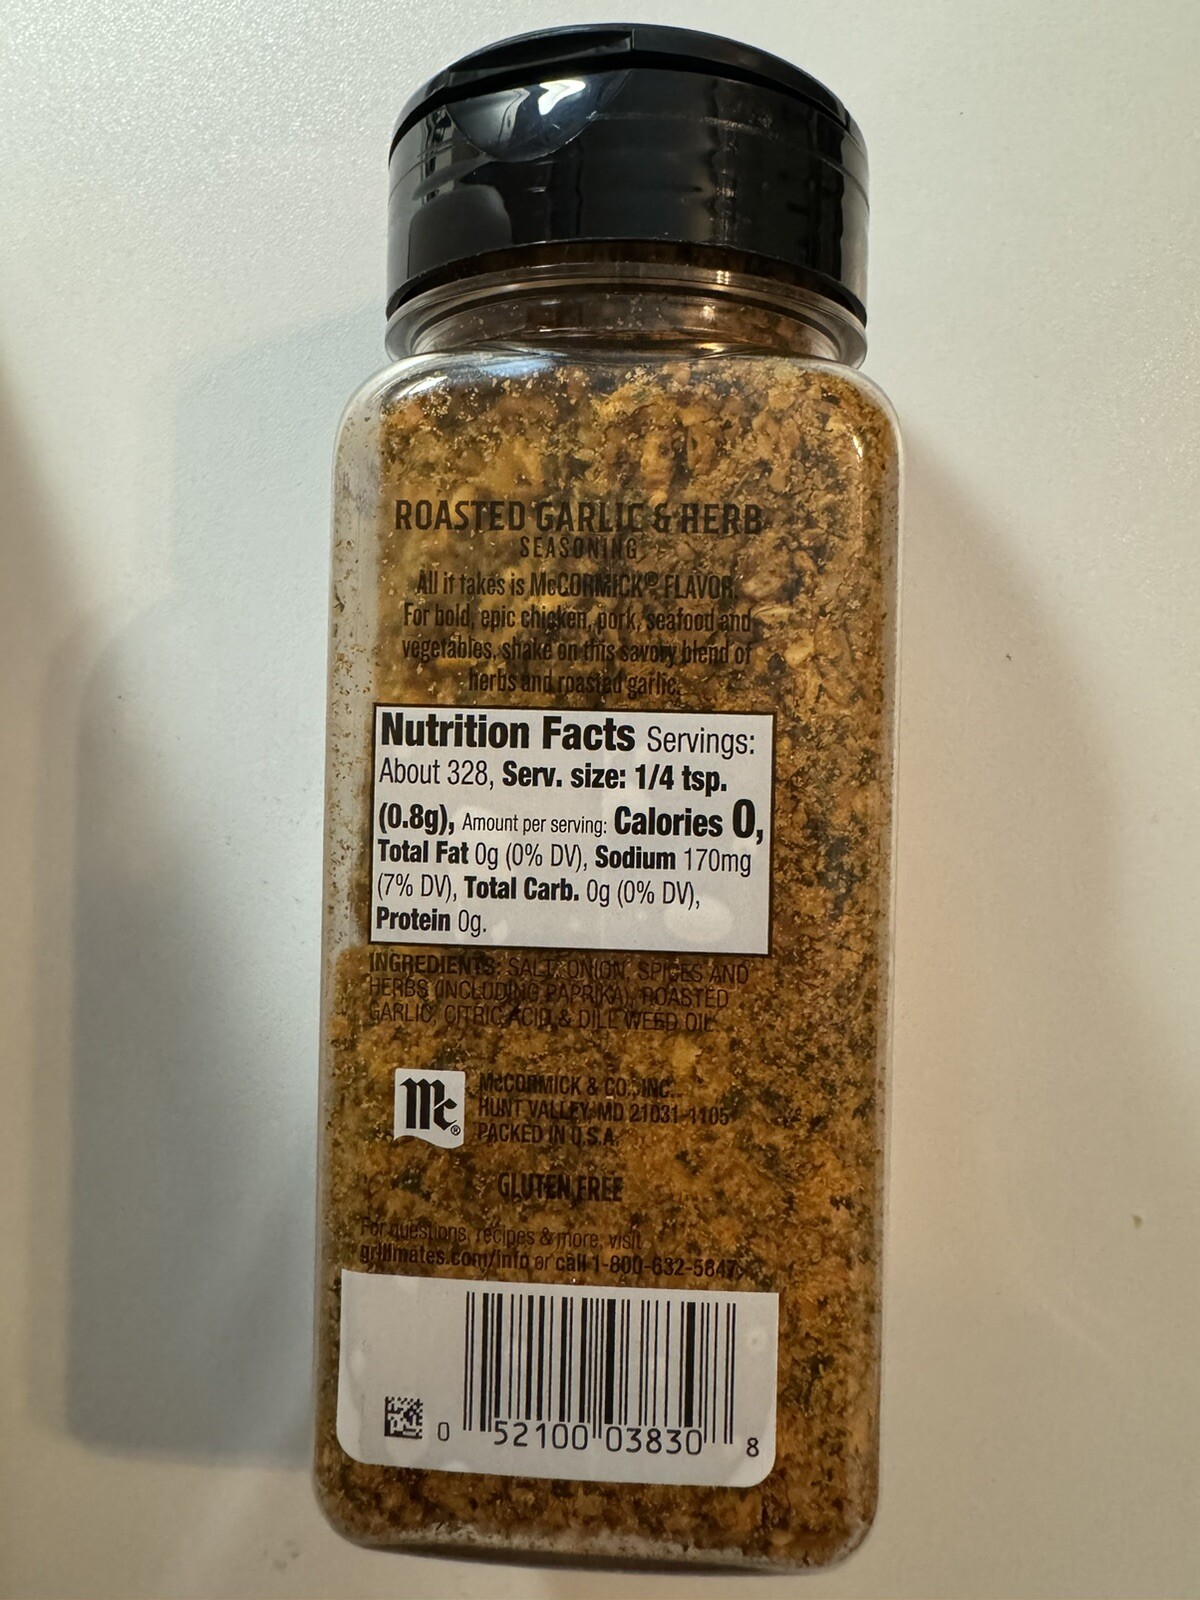 ROASTED GARLIC & HERB
SEASONING
All it takes is McCORMICK® FLAVOR.
For bold, epic chicken, pork, seafood and
vegetables, shake on this savory blend of
herbs and roasted garlic.
Nutrition Facts Servings:
About 328, Serv. size: 1/4 tsp.
(0.8g), Amount per serving: Calories 0,
Total Fat 0g (0% DV), Sodium 170mg
(7% DV), Total Carb. 0g (0% DV),
Protein 0g.
INGREDIENTS: SALT, ONION, SPICES AND
HERBS (INCLUDING PAPRIKA), ROASTED
GARLIC, CITRIC ACID, & DILL WEED OIL.
Mc®
McCORMICK & CO., INC.
HUNT VALLEY, MD 21031-1105
PACKED IN U.S.A.
GLUTEN FREE
For questions, recipes & more, visit
grillmates.com/info or call 1-800-632-5847
0 52100 03830 8